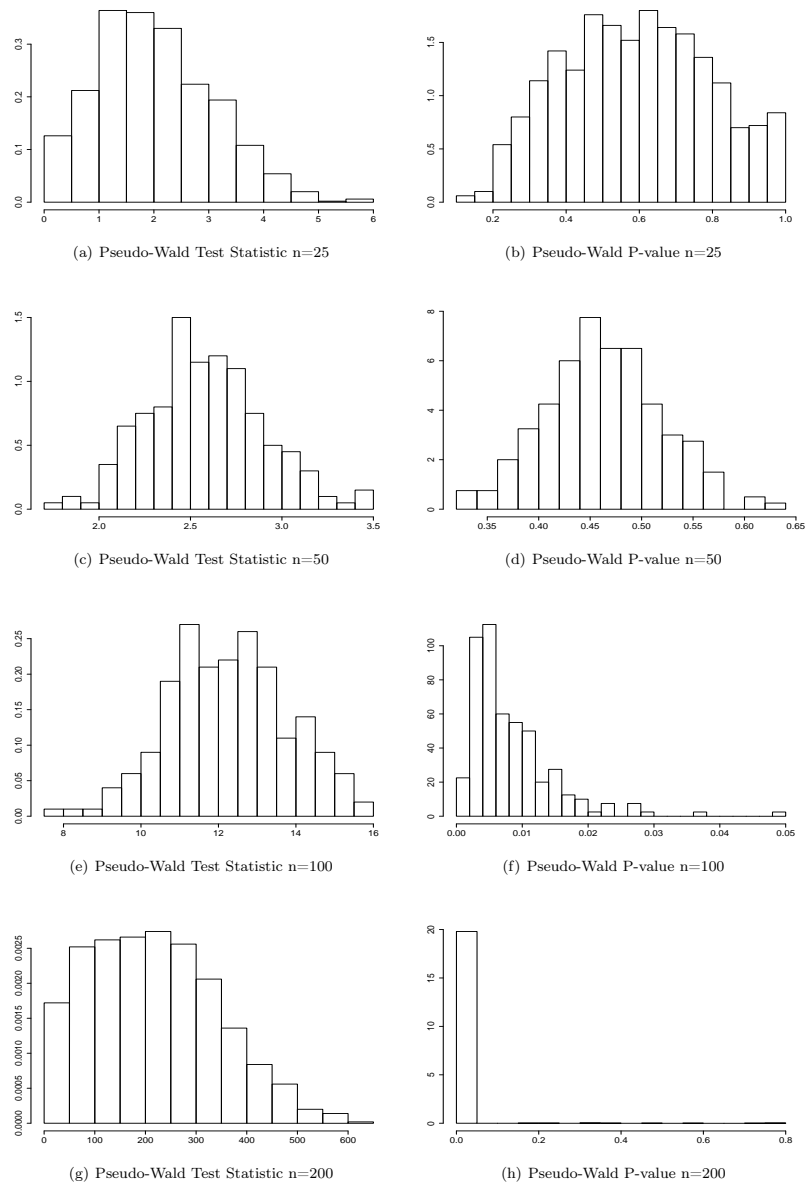 0.0 0.1 0.2 0.3
0 1 2 3 4 5 6
(a) Pseudo-Wald Test Statistic n=25
0.0 0.5 1.0 1.5
0.2 0.4 0.6 0.8 1.0
(b) Pseudo-Wald P-value n=25
0.0 0.5 1.0 1.5
2.0 2.5 3.0 3.5
(c) Pseudo-Wald Test Statistic n=50
0 2 4 6 8
0.35 0.40 0.45 0.50 0.55 0.60 0.65
(d) Pseudo-Wald P-value n=50
0.00 0.05 0.10 0.15 0.20 0.25
8 10 12 14 16
(e) Pseudo-Wald Test Statistic n=100
0 20 40 60 80 100
0.00 0.01 0.02 0.03 0.04 0.05
(f) Pseudo-Wald P-value n=100
0.0000 0.0005 0.0010 0.0015 0.0020 0.0025
0 100 200 300 400 500 600
(g) Pseudo-Wald Test Statistic n=200
0 5 10 15 20
0.0 0.2 0.4 0.6 0.8
(h) Pseudo-Wald P-value n=200